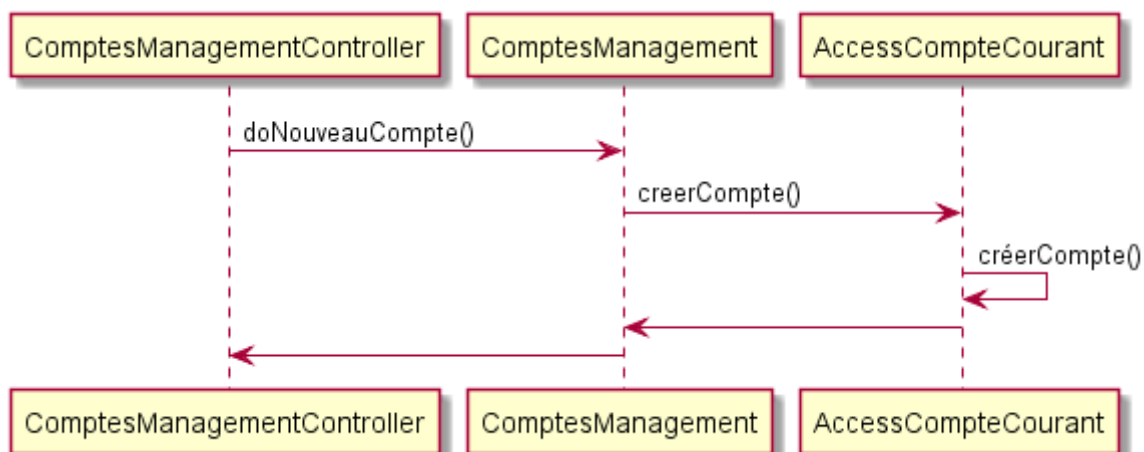 ComptesManagementController
ComptesManagement
AccessCompteCourant
doNouveauCompte()
creerCompte()
créerCompte()
ComptesManagementController
ComptesManagement
AccessCompteCourant